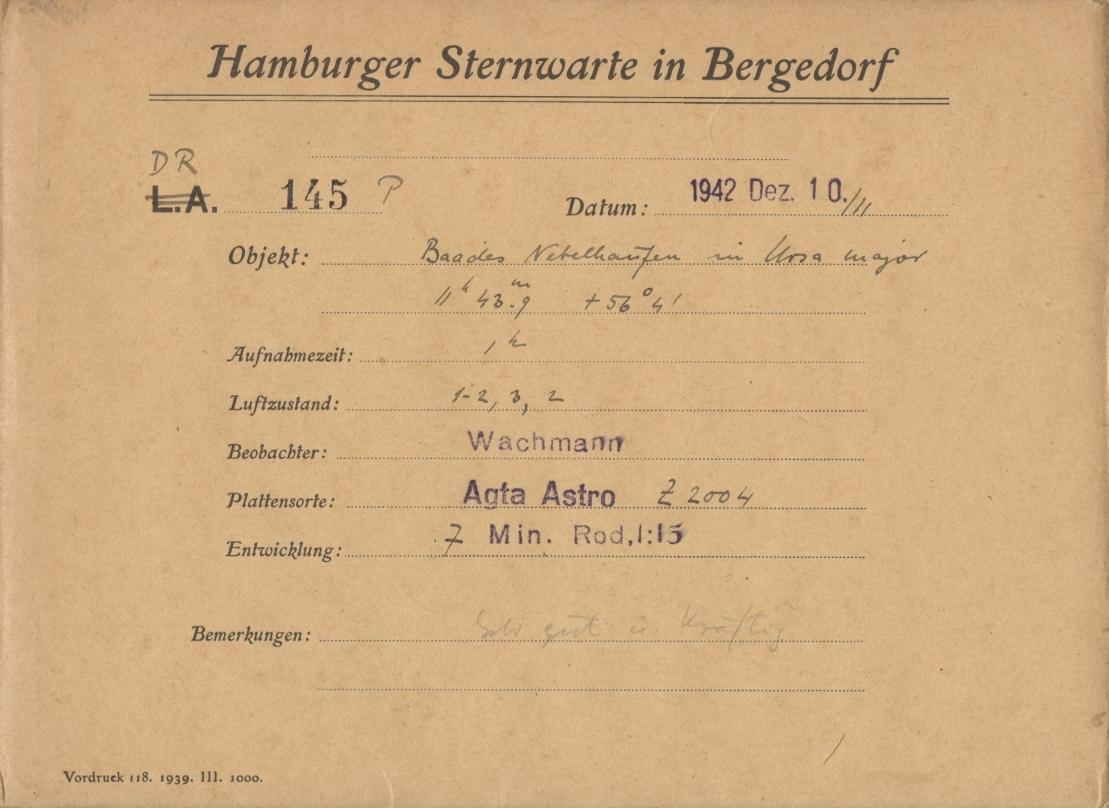 Hamburger Sternwarte in Bergedorf
DR
L.A. 145 P Datum: 1942 Dez. 10./11
Objekt: Baades Nebelhaufen in Ursa major
11ʰ 43.9ᵐ +56°4'
Aufnahmezeit: 1ʰ
Luftzustand: 1-2, 3, 2
Beobachter: Wachmann
Plattensorte: Agfa Astro Z 2004
Entwicklung: 7 Min. Rod, 1:15
Bemerkungen: Sehr gut u kräftig
Vordruck 118. 1939. III. 1000.